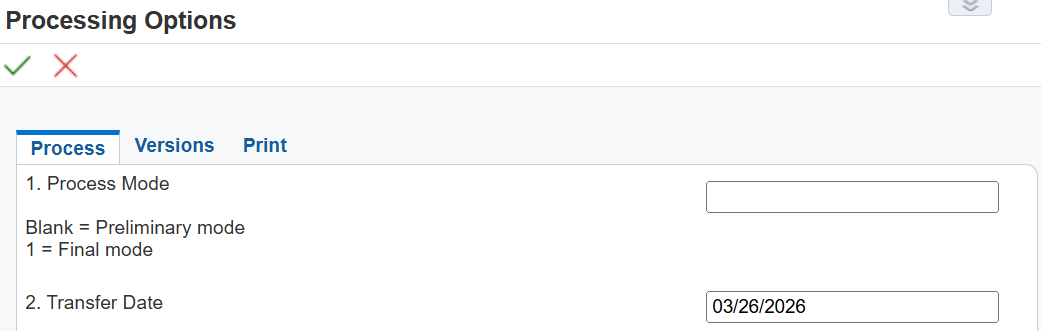 Processing Options
Process Versions Print
1. Process Mode
Blank = Preliminary mode
1 = Final mode
2. Transfer Date
03/26/2026